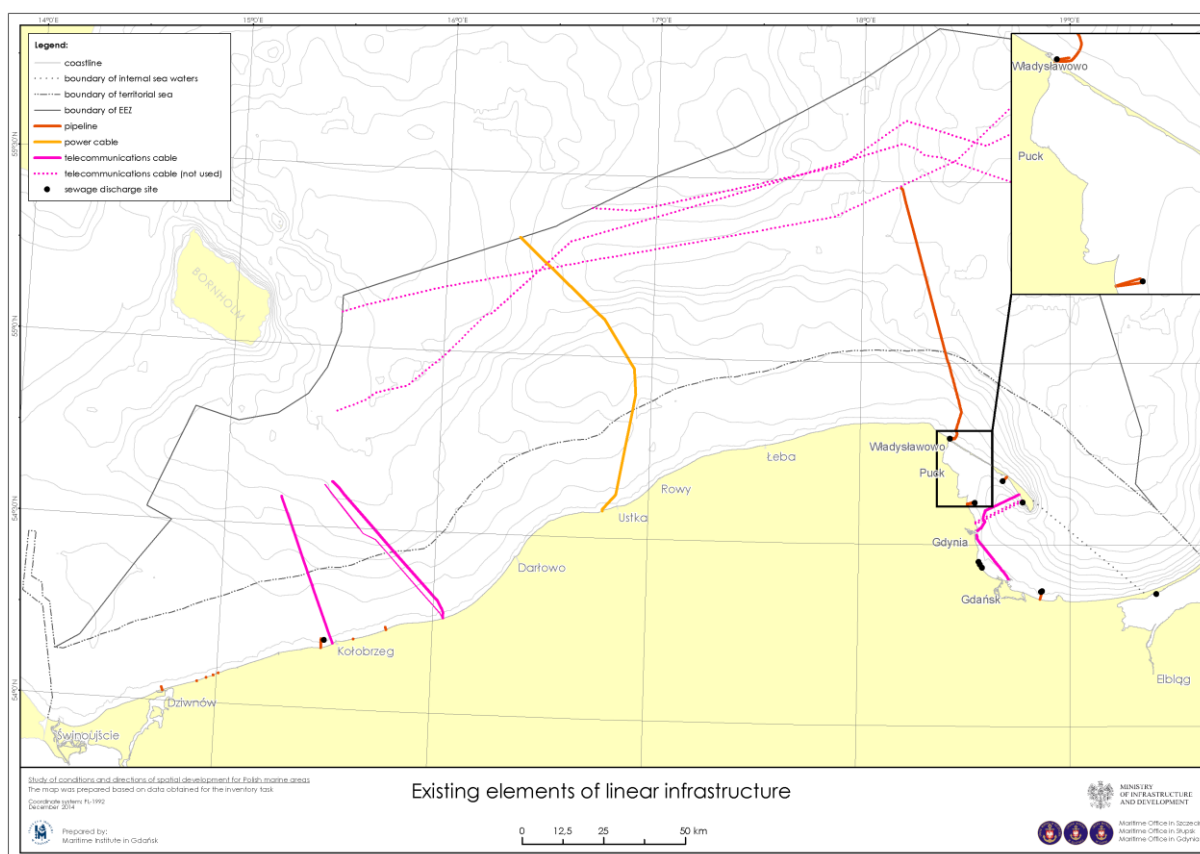 14°0'E 15°0'E 16°0'E 17°0'E 18°0'E 19°0'E
Legend:
coastline
boundary of internal sea waters
boundary of territorial sea
boundary of EEZ
pipeline
power cable
telecommunications cable
telecommunications cable (not used)
sewage discharge site
Władysławowo
Puck
55°30'N
55°0'N
54°30'N
54°0'N
BORNHOLM
Władysławowo
Puck
Łeba
Rowy
Ustka
Darłowo
Gdynia
Gdańsk
Kołobrzeg
Dziwnów
Świnoujście
Elbląg
Study of conditions and directions of spatial development for Polish marine areas
The map was prepared based on data obtained for the inventory task
Coordinate system: PL-1992
December 2014
Prepared by:
Maritime Institute in Gdańsk
Existing elements of linear infrastructure
0 12,5 25 50 km
MINISTRY
OF INFRASTRUCTURE
AND DEVELOPMENT
Maritime Office in Szczecin
Maritime Office in Słupsk
Maritime Office in Gdynia